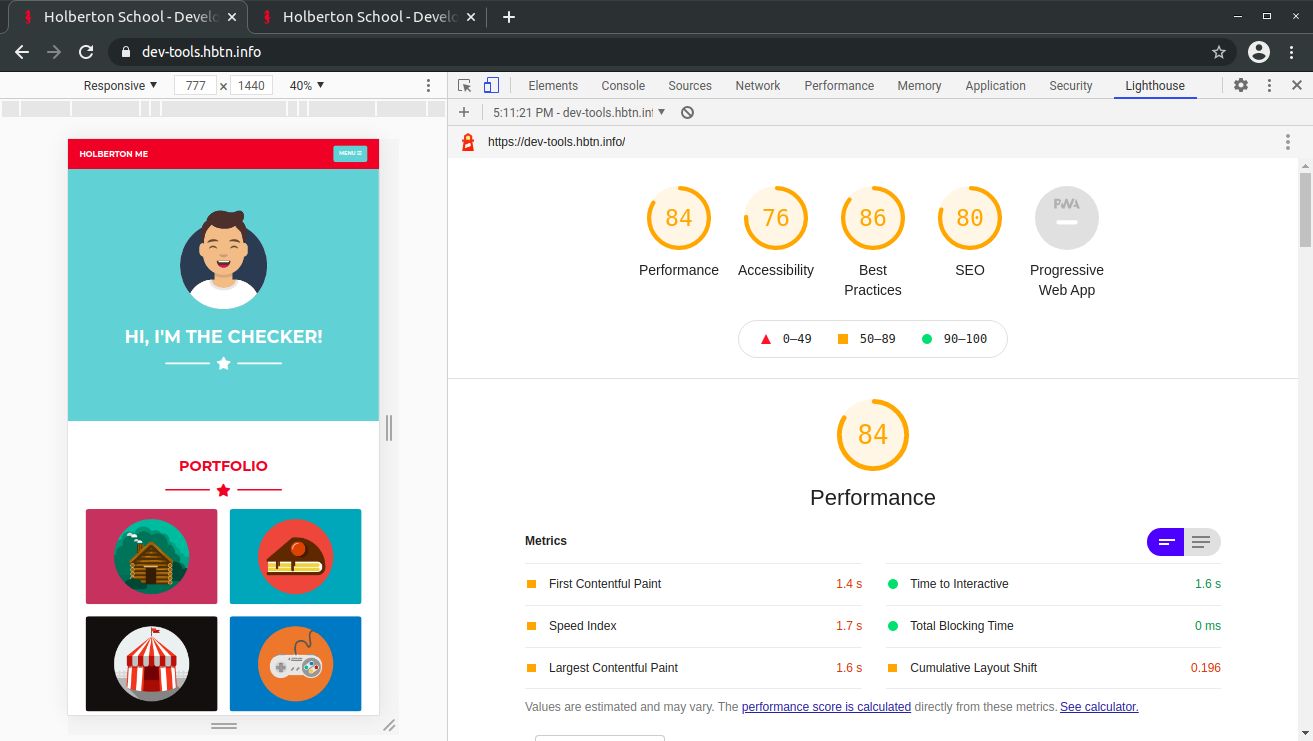 Holberton School - Develo
Holberton School - Develo
dev-tools.hbtn.info
Responsive 777 × 1440 40%
Elements Console Sources Network Performance Memory Application Security Lighthouse
5:11:21 PM - dev-tools.hbtn.inf
https://dev-tools.hbtn.info/
HOLBERTON ME
MENU
HI, I'M THE CHECKER!
PORTFOLIO
84 76 86 80 PWA
Performance Accessibility Best Practices SEO Progressive Web App
0–49 50–89 90–100
84
Performance
Metrics
First Contentful Paint 1.4 s
Time to Interactive 1.6 s
Speed Index 1.7 s
Total Blocking Time 0 ms
Largest Contentful Paint 1.6 s
Cumulative Layout Shift 0.196
Values are estimated and may vary. The performance score is calculated directly from these metrics. See calculator.